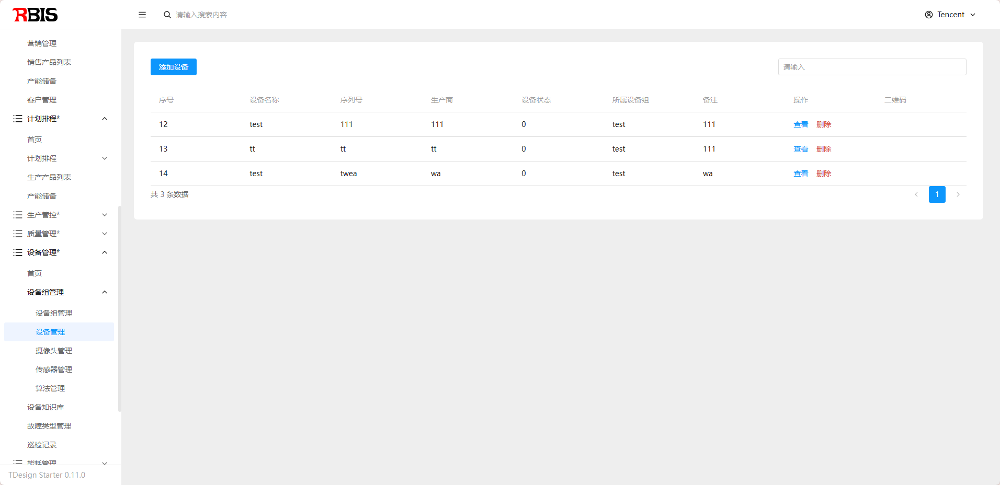 RBIS
请输入搜索内容
Tencent
营销管理
销售产品列表
产能储备
客户管理
计划排程*
首页
计划排程
生产产品列表
产能储备
生产管控*
质量管理*
设备管理*
首页
设备组管理
设备组管理
设备管理
摄像头管理
传感器管理
算法管理
设备知识库
故障类型管理
巡检记录
能耗管理
TDesign Starter 0.11.0
添加设备
请输入
序号 设备名称 序列号 生产商 设备状态 所属设备组 备注 操作 二维码
12 test 111 111 0 test 111 查看 删除
13 tt tt tt 0 test 111 查看 删除
14 test twea wa 0 test wa 查看 删除
共 3 条数据
1